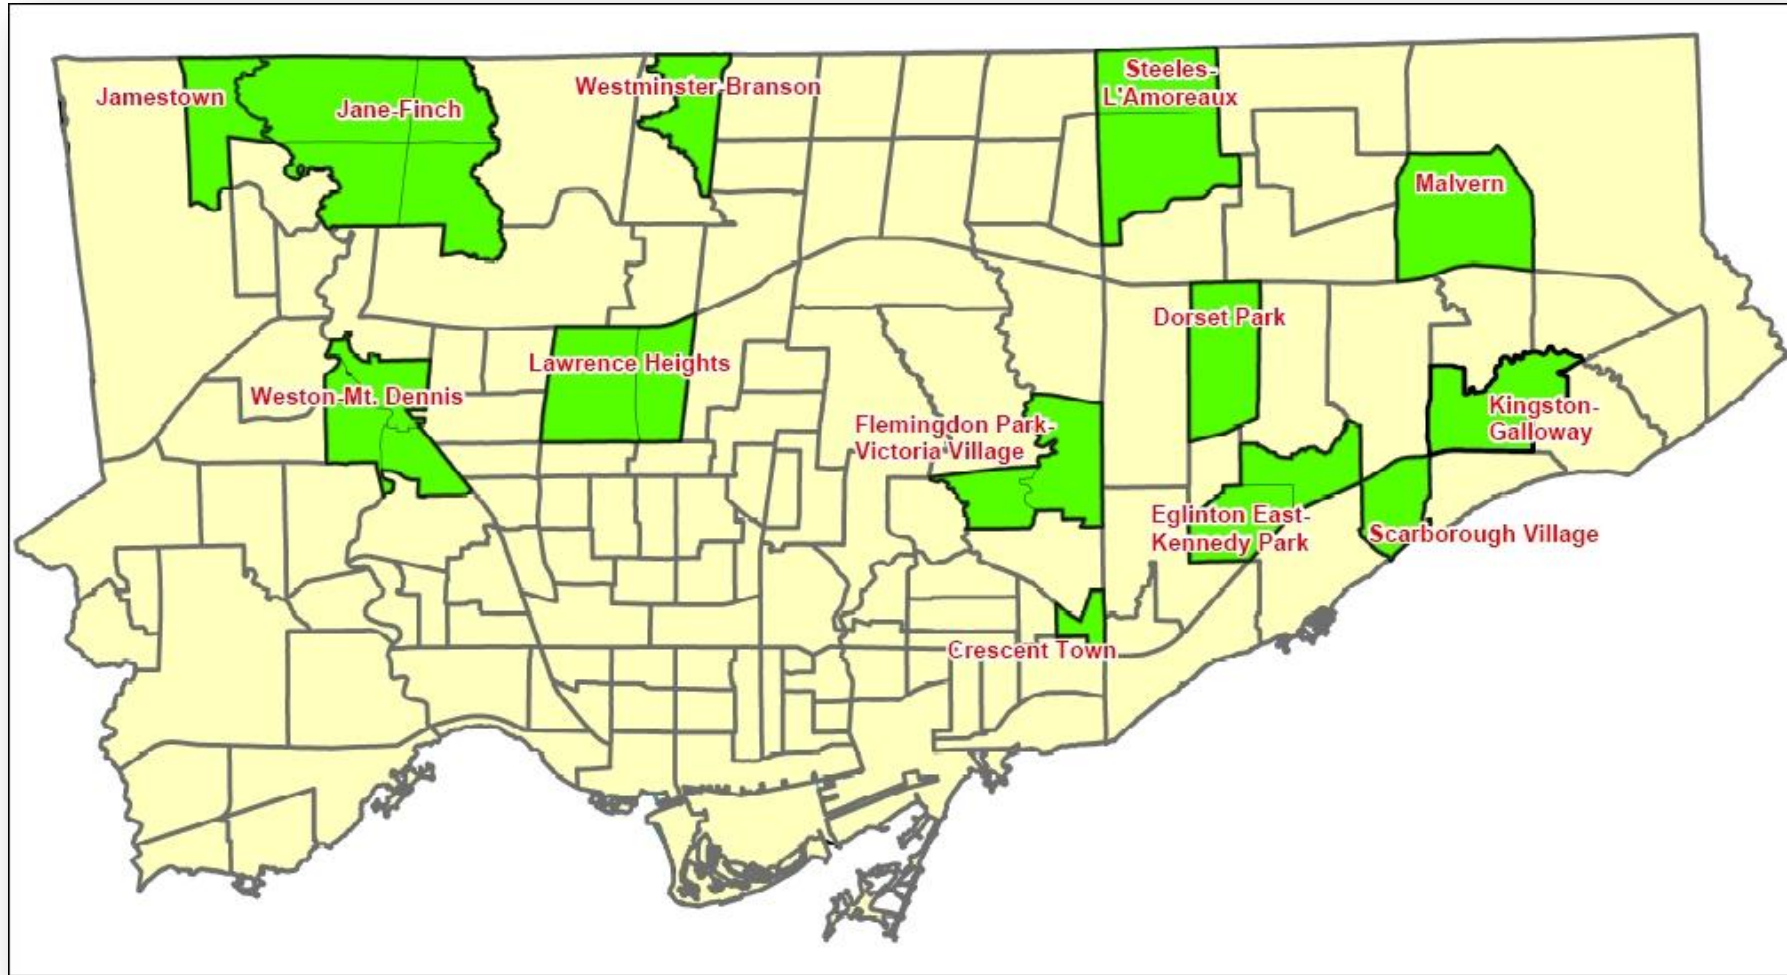 Steeles-
L'Amoreaux
Westminster-Branson
Jamestown
Jane-Finch
Malvern
Dorset Park
Lawrence Heights
Weston-Mt. Dennis
Kingston-
Galloway
Flemingdon Park-
Victoria Village
Eglinton East-
Kennedy Park
Scarborough Village
Crescent Town